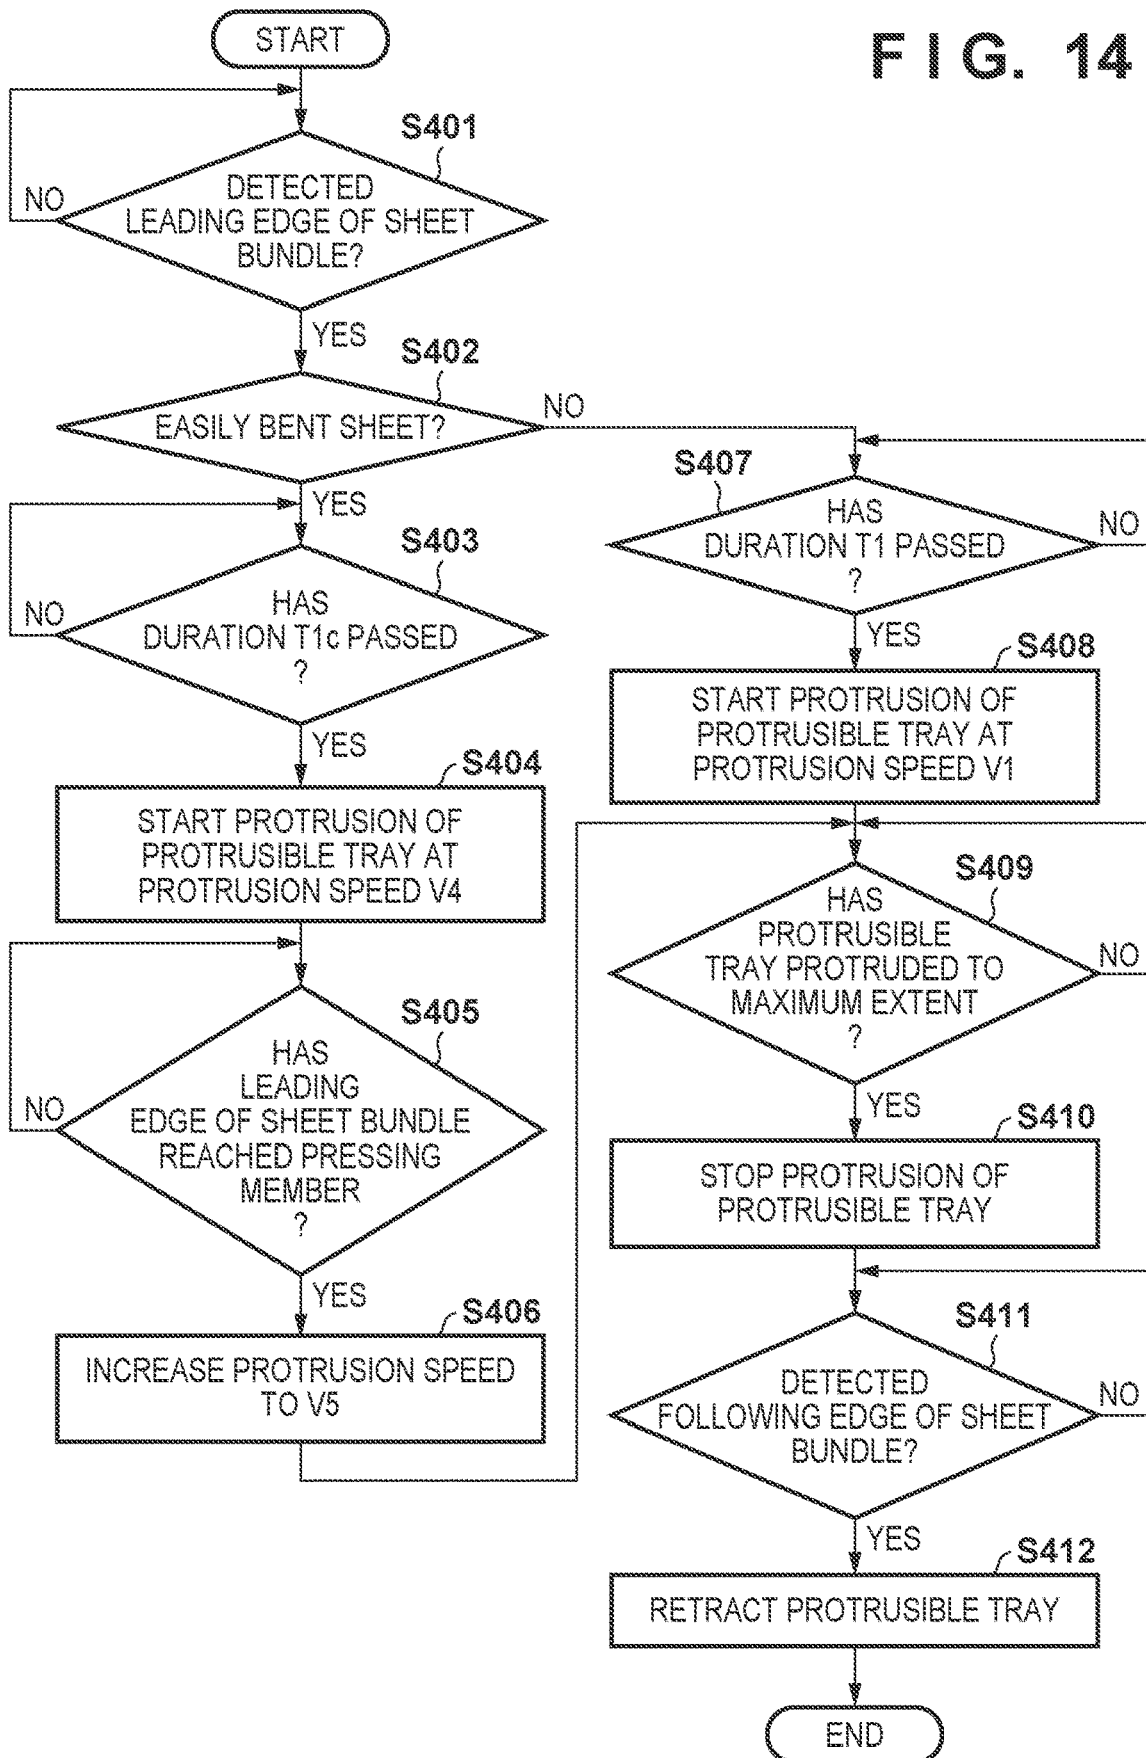 FIG. 14
START
S401
DETECTED
LEADING EDGE OF SHEET
BUNDLE?
NO
YES
S402
EASILY BENT SHEET?
NO
YES
S403
HAS
DURATION T1c PASSED
?
NO
YES
S404
START PROTRUSION OF
PROTRUSIBLE TRAY AT
PROTRUSION SPEED V4
S405
HAS
LEADING
EDGE OF SHEET BUNDLE
REACHED PRESSING
MEMBER
?
NO
YES
S406
INCREASE PROTRUSION SPEED
TO V5
S407
HAS
DURATION T1 PASSED
?
NO
YES
S408
START PROTRUSION OF
PROTRUSIBLE TRAY AT
PROTRUSION SPEED V1
S409
HAS
PROTRUSIBLE
TRAY PROTRUDED TO
MAXIMUM EXTENT
?
NO
YES
S410
STOP PROTRUSION OF
PROTRUSIBLE TRAY
S411
DETECTED
FOLLOWING EDGE OF SHEET
BUNDLE?
NO
YES
S412
RETRACT PROTRUSIBLE TRAY
END